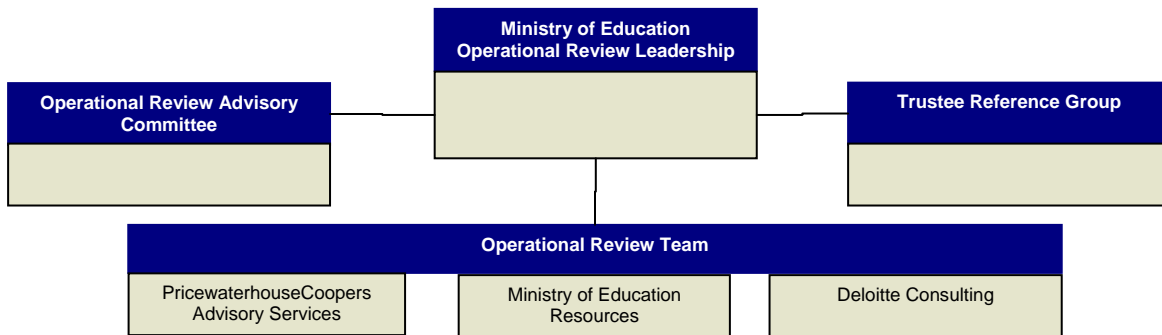 Ministry of Education
Operational Review Leadership
Operational Review Advisory
Committee
Trustee Reference Group
Operational Review Team
PricewaterhouseCoopers
Advisory Services
Ministry of Education
Resources
Deloitte Consulting